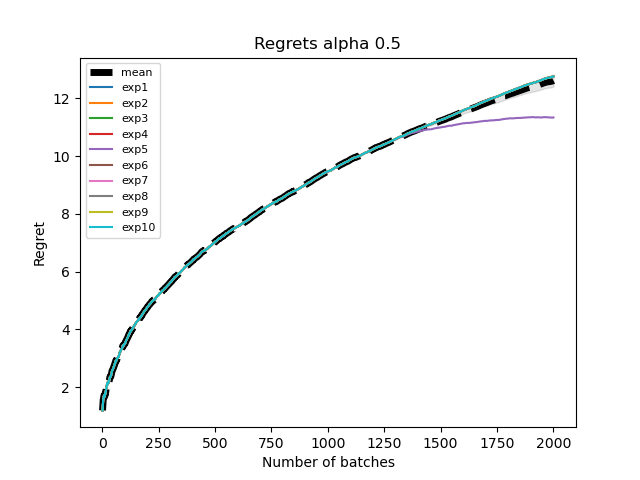 Regrets alpha 0.5
mean
exp1
exp2
exp3
exp4
exp5
exp6
exp7
exp8
exp9
exp10
12
10
8
6
4
2
Regret
0 250 500 750 1000 1250 1500 1750 2000
Number of batches